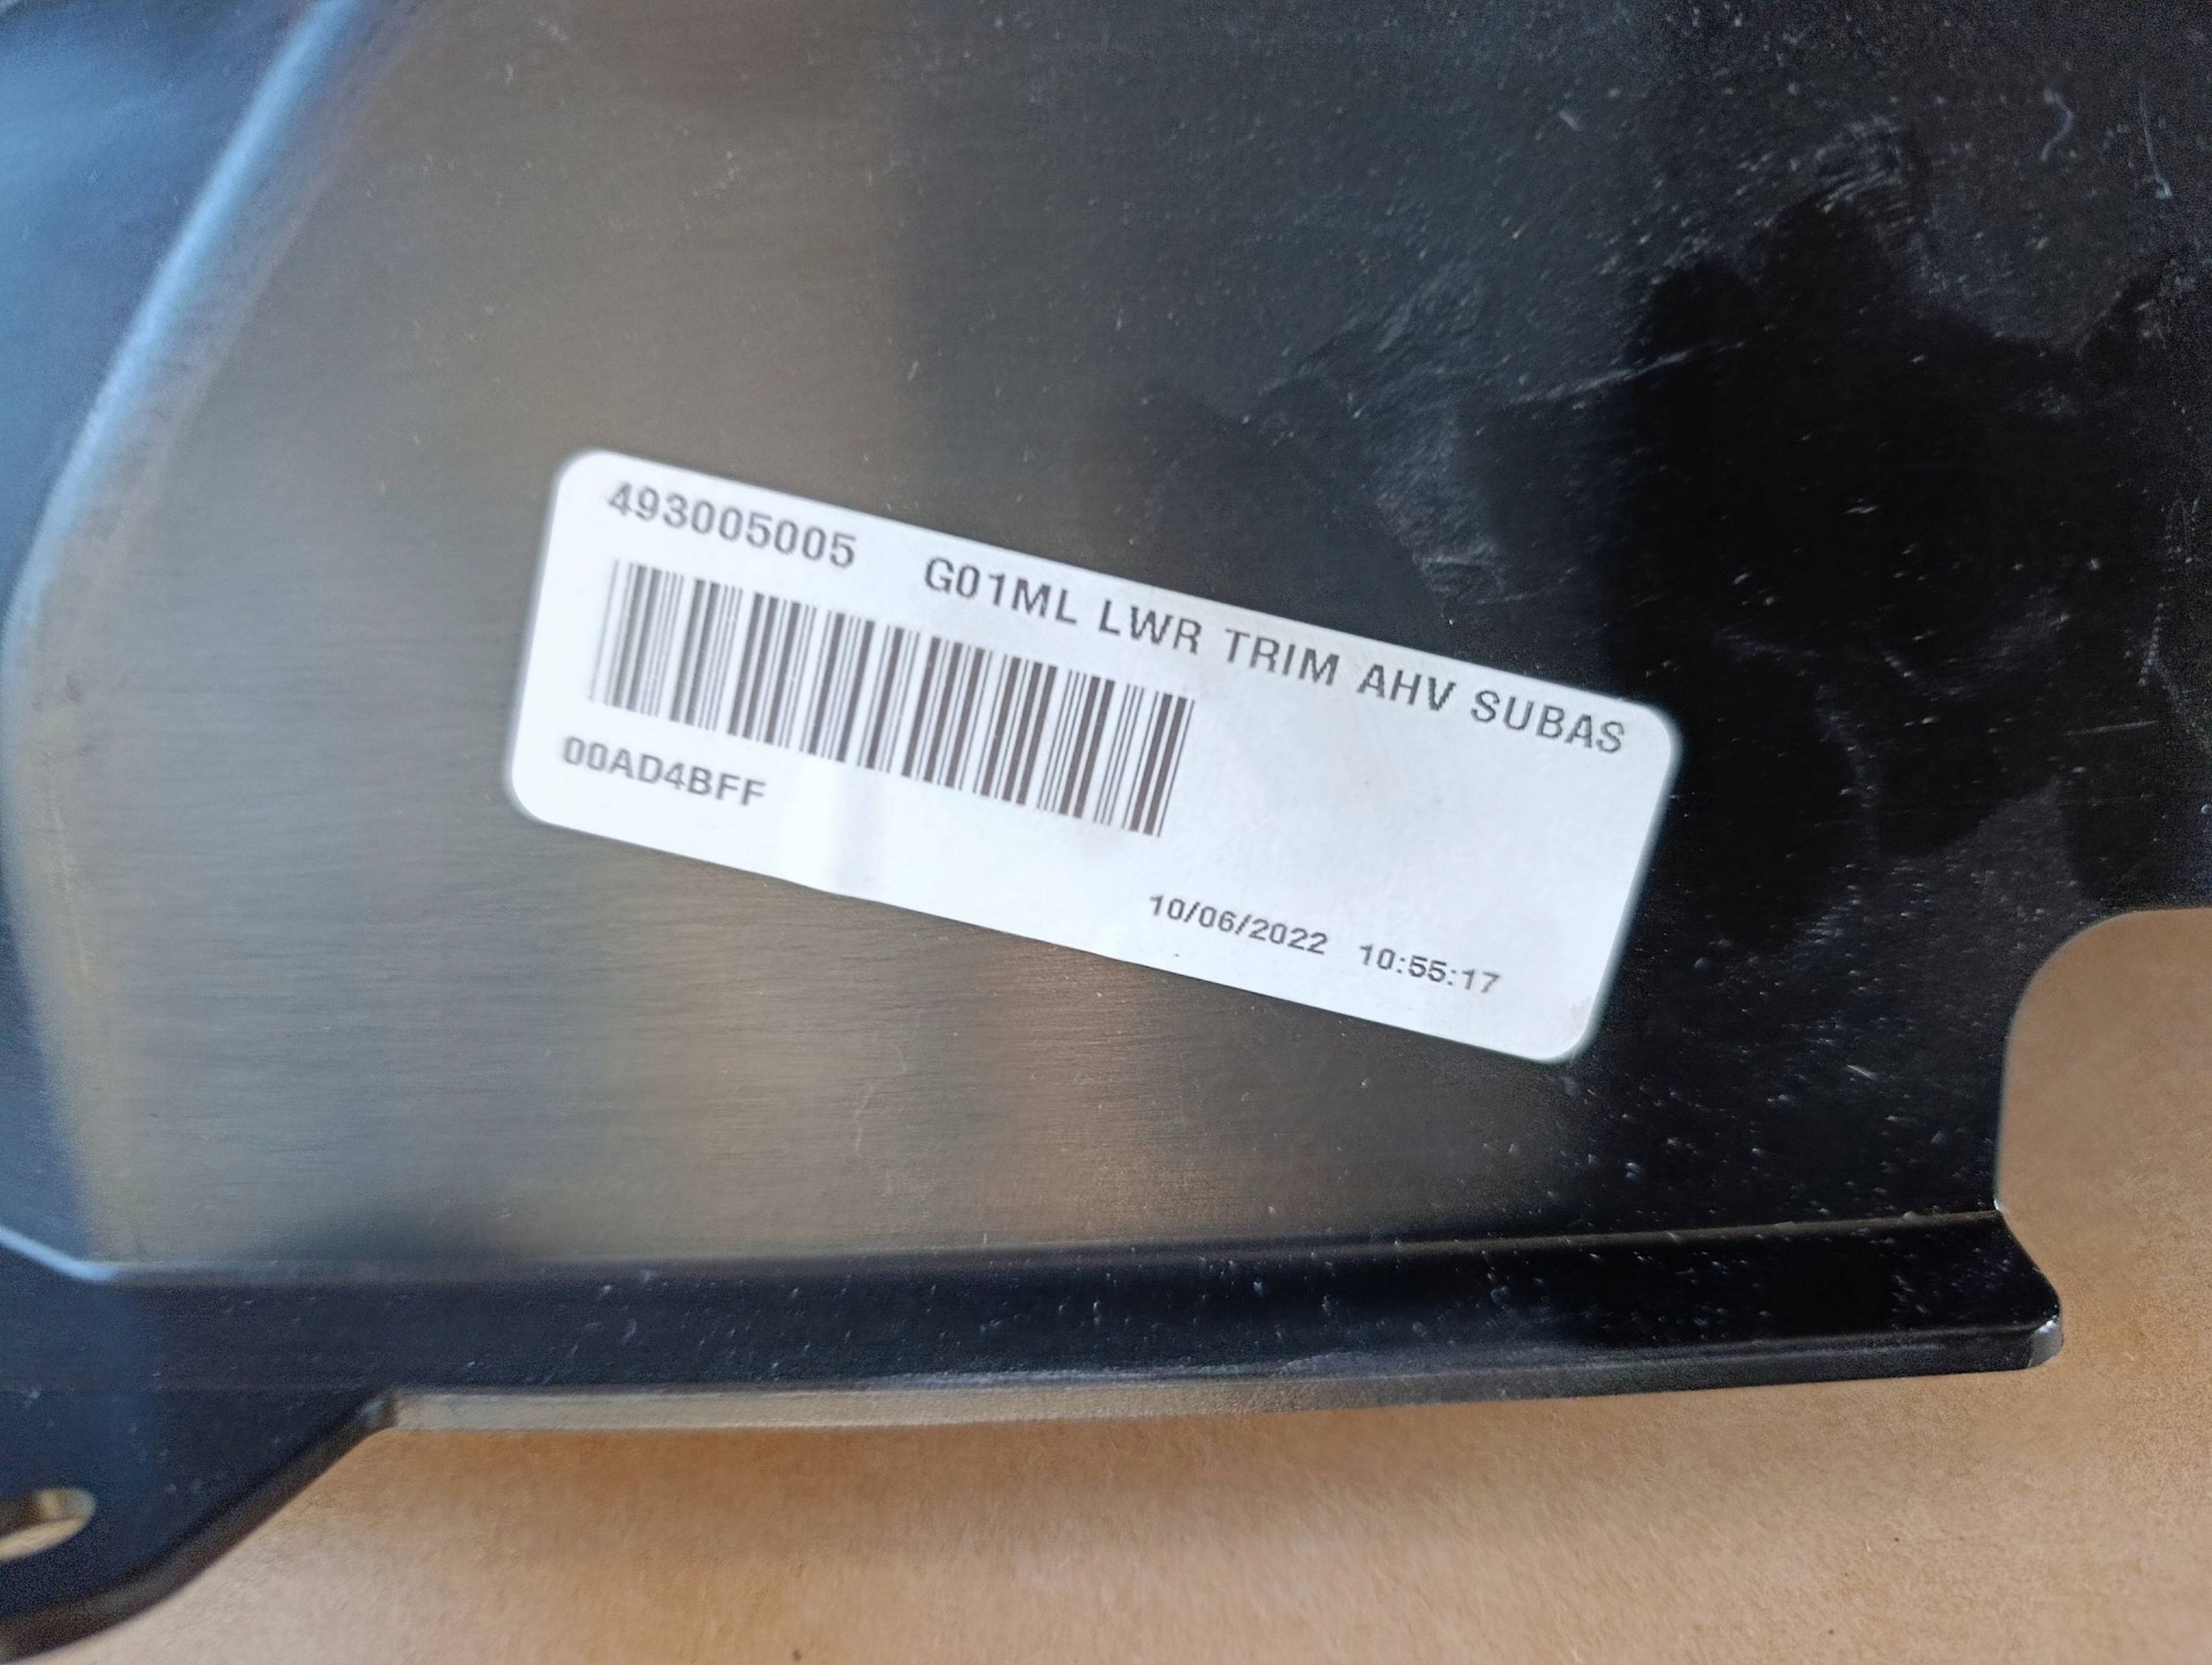 493005005 G01ML LWR TRIM AHV SUBAS
00AD4BFF
10/06/2022 10:55:17